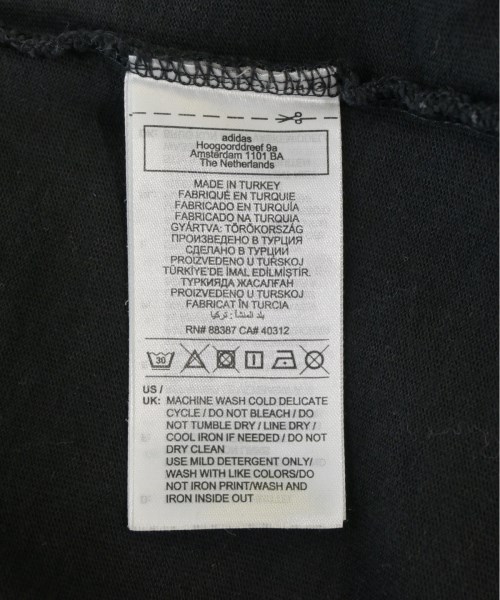 adidas
Hoogoorddreef 9a
Amsterdam 1101 BA
The Netherlands
MADE IN TURKEY
FABRIQUÉ EN TURQUIE
FABRICADO EN TURQUÍA
FABRICADO NA TURQUIA
GYÁRTVA: TÖRÖKORSZÁG
ПРОИЗВЕДЕНО В ТУРЦИЯ
СДЕЛАНО В ТУРЦИИ
PROIZVEDENO U TURSKOJ
TÜRKİYE'DE İMAL EDİLMİŞTİR.
ТУРКИЯДА ЖАСАЛҒАН
PROIZVEDENO U TURSKOJ
FABRICAT ÎN TURCIA
بلد المنشأ : تركيا
RN# 88387 CA# 40312
30
US /
UK: MACHINE WASH COLD DELICATE
CYCLE / DO NOT BLEACH / DO
NOT TUMBLE DRY / LINE DRY /
COOL IRON IF NEEDED / DO NOT
DRY CLEAN
USE MILD DETERGENT ONLY/
WASH WITH LIKE COLORS/DO
NOT IRON PRINT/WASH AND
IRON INSIDE OUT